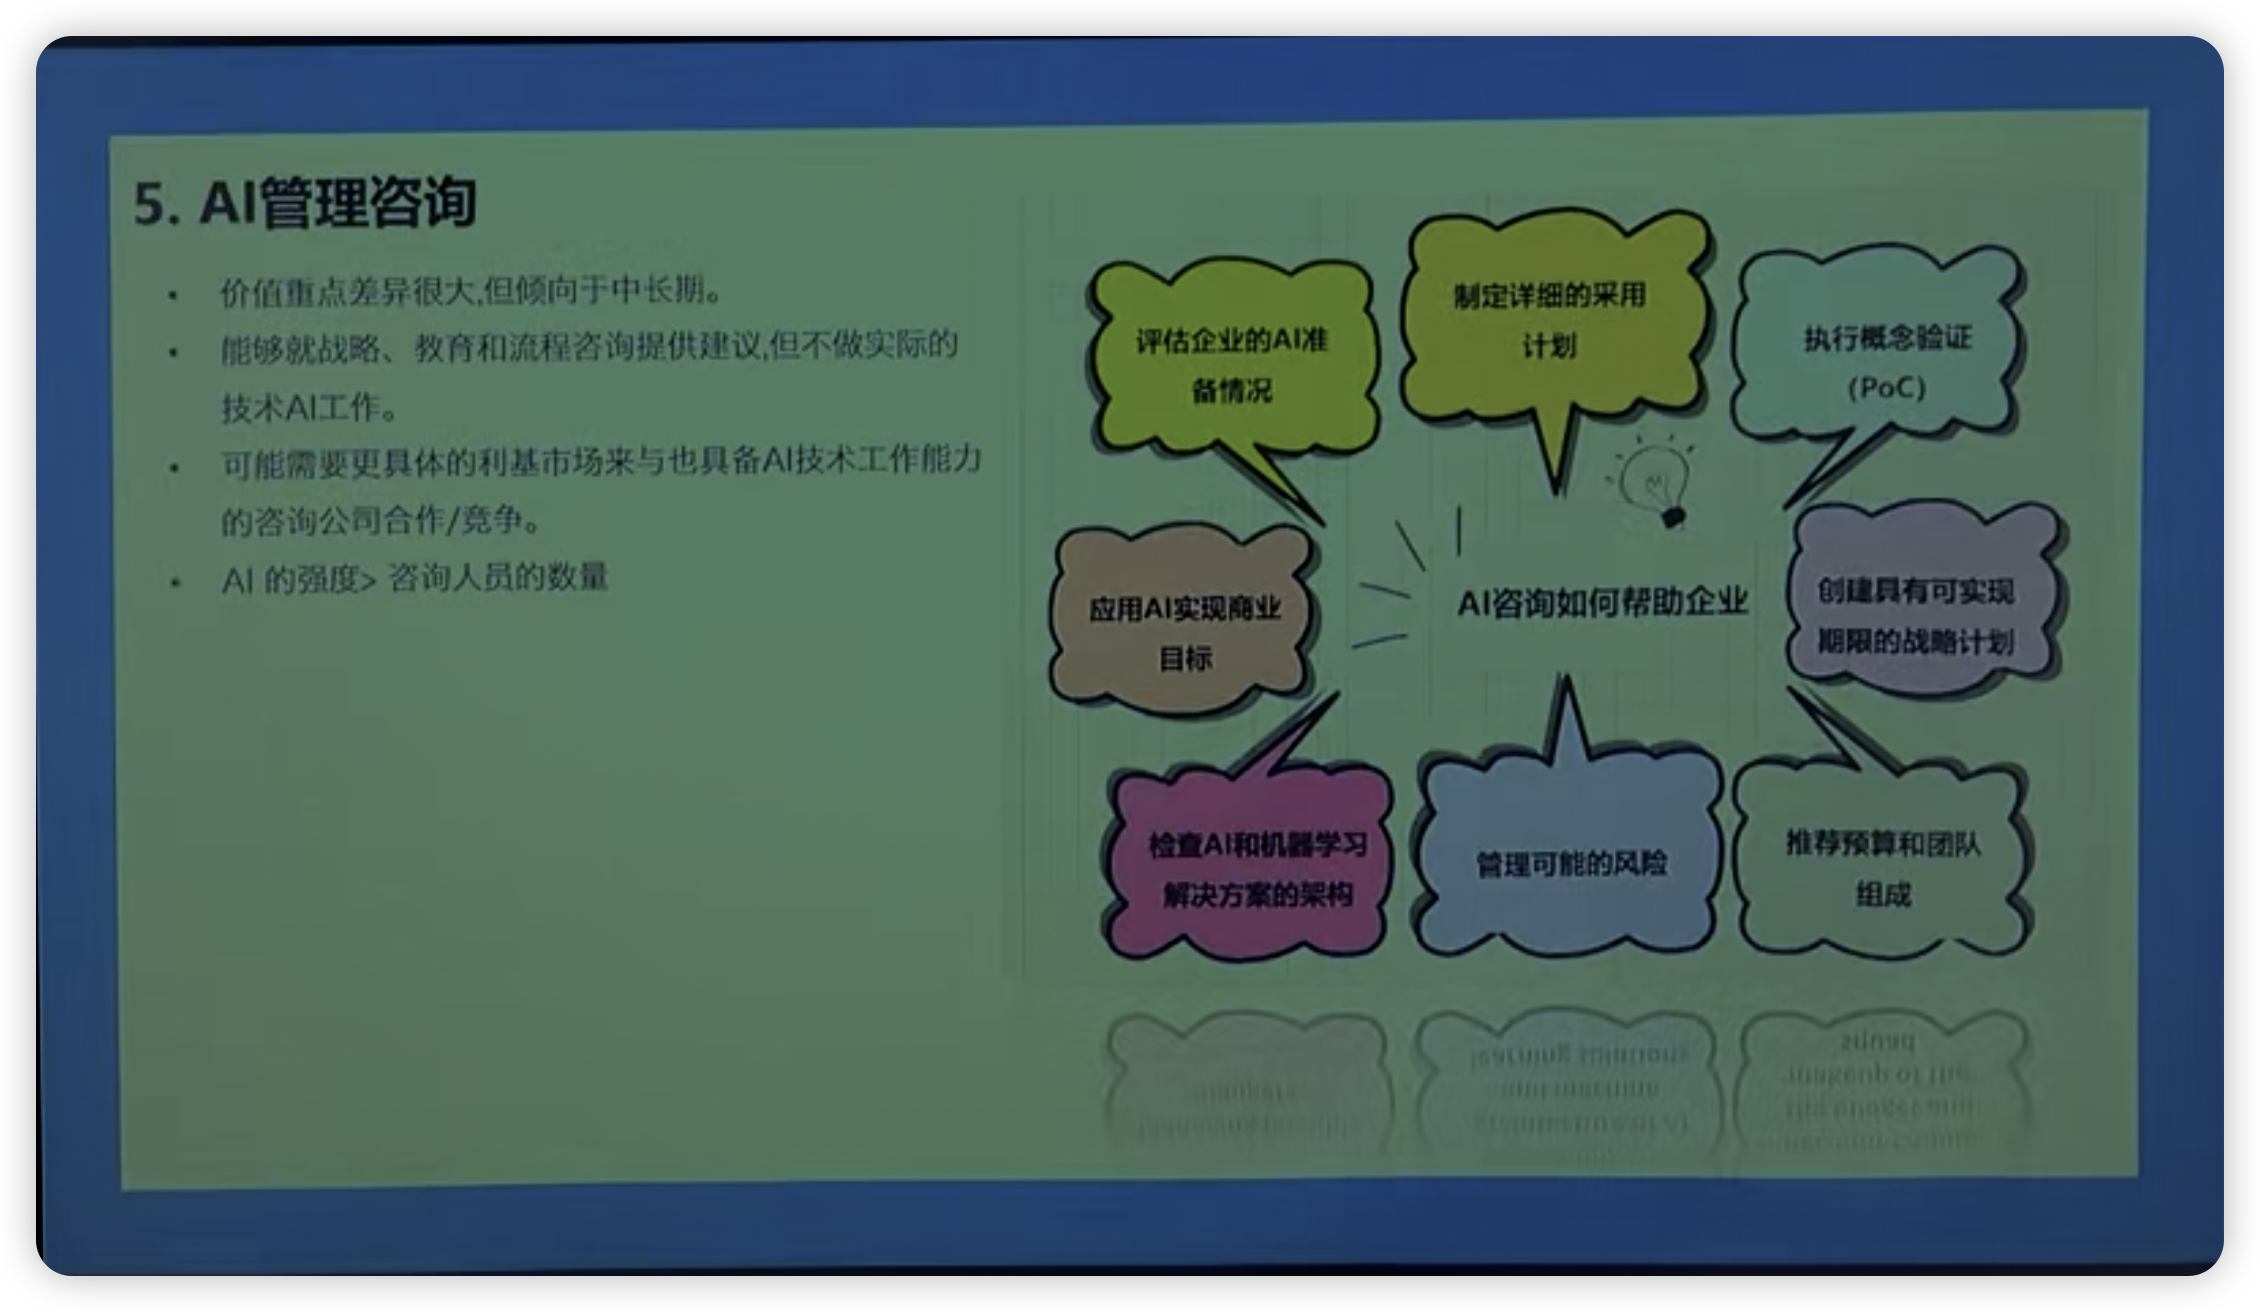 5. AI管理咨询
• 价值重点差异很大,但倾向于中长期。
• 能够就战略、教育和流程咨询提供建议,但不做实际的
技术AI工作。
• 可能需要更具体的利基市场来与也具备AI技术工作能力
的咨询公司合作/竞争。
• AI 的强度> 咨询人员的数量
评估企业的AI准
备情况
制定详细的采用
计划
执行概念验证
(PoC)
应用AI实现商业
目标
AI咨询如何帮助企业
创建具有可实现
期限的战略计划
检查AI和机器学习
解决方案的架构
管理可能的风险
推荐预算和团队
组成